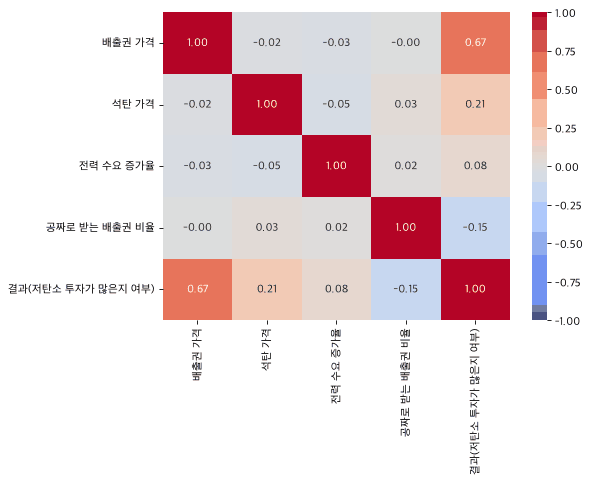 배출권 가격 1.00 -0.02 -0.03 -0.00 0.67
석탄 가격 -0.02 1.00 -0.05 0.03 0.21
전력 수요 증가율 -0.03 -0.05 1.00 0.02 0.08
공짜로 받는 배출권 비율 -0.00 0.03 0.02 1.00 -0.15
결과(저탄소 투자가 많은지 여부) 0.67 0.21 0.08 -0.15 1.00
배출권 가격
석탄 가격
전력 수요 증가율
공짜로 받는 배출권 비율
결과(저탄소 투자가 많은지 여부)
1.00
0.75
0.50
0.25
0.00
-0.25
-0.50
-0.75
-1.00